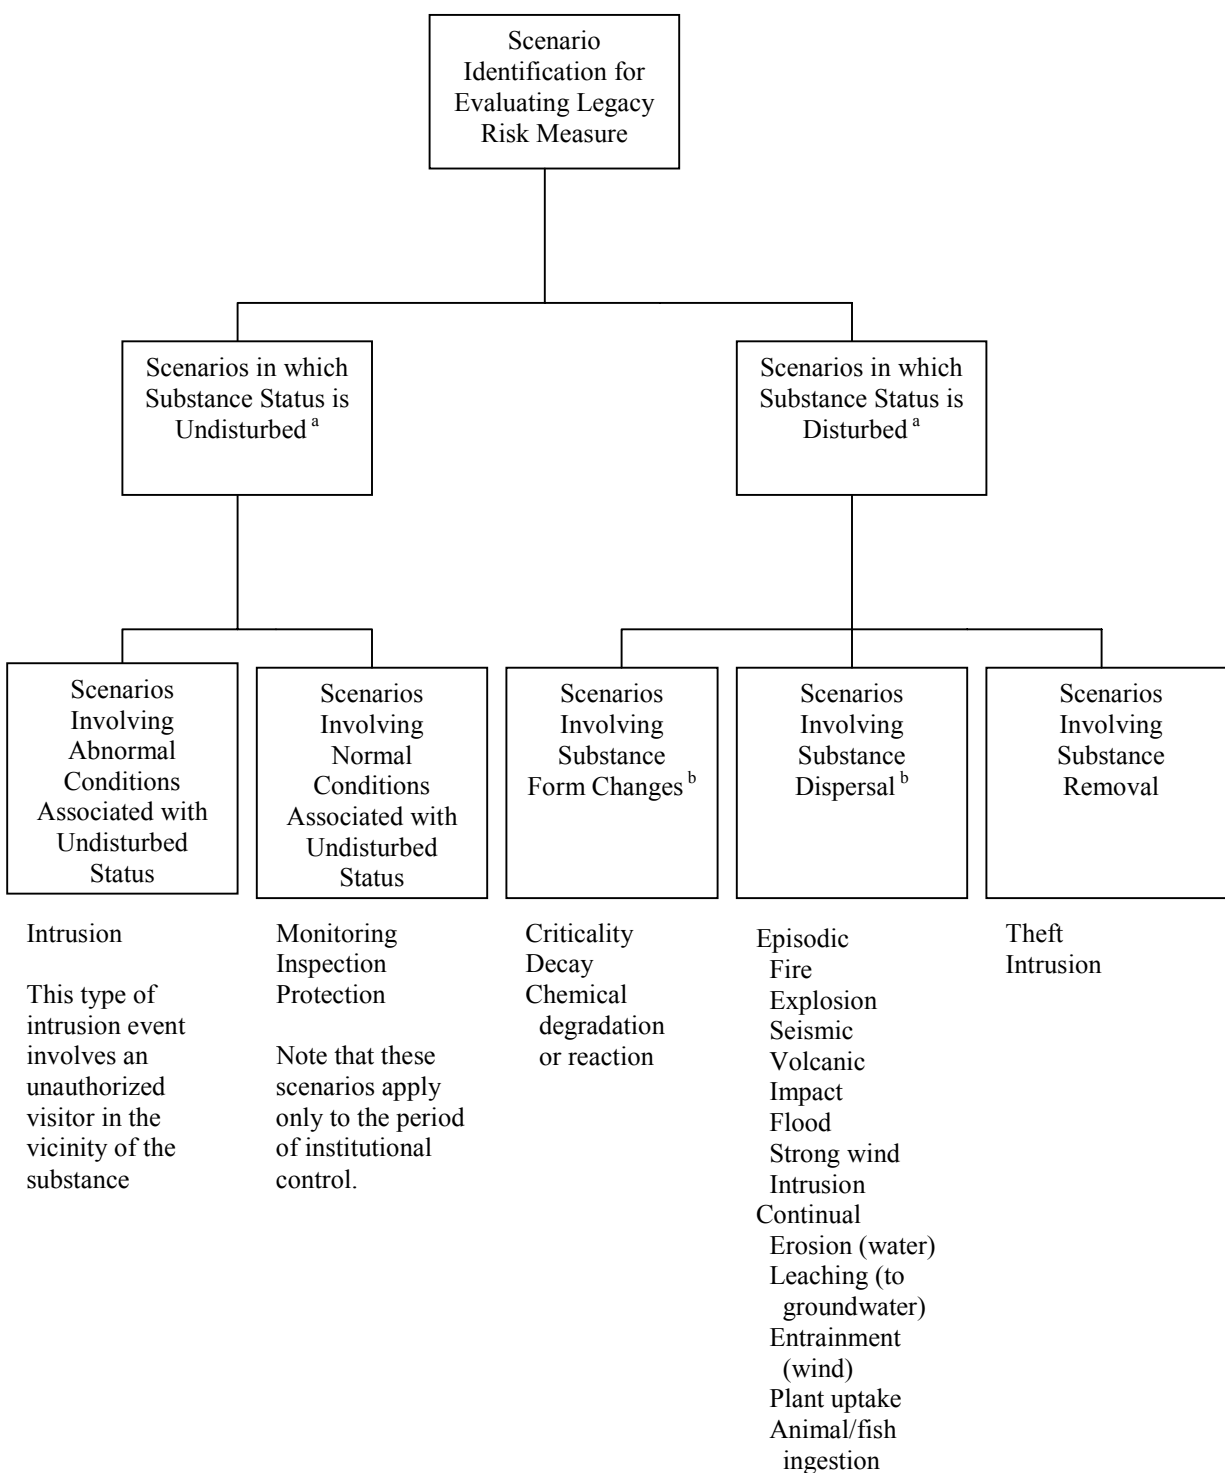 Scenario
Identification for
Evaluating Legacy
Risk Measure
Scenarios in which
Substance Status is
Undisturbed a
Scenarios in which
Substance Status is
Disturbed a
Scenarios
Involving
Abnormal
Conditions
Associated with
Undisturbed
Status
Scenarios
Involving
Normal
Conditions
Associated with
Undisturbed
Status
Scenarios
Involving
Substance
Form Changes b
Scenarios
Involving
Substance
Dispersal b
Scenarios
Involving
Substance
Removal
Intrusion
This type of
intrusion event
involves an
unauthorized
visitor in the
vicinity of the
substance
Monitoring
Inspection
Protection
Note that these
scenarios apply
only to the period
of institutional
control.
Criticality
Decay
Chemical
degradation
or reaction
Episodic
Fire
Explosion
Seismic
Volcanic
Impact
Flood
Strong wind
Intrusion
Continual
Erosion (water)
Leaching (to
groundwater)
Entrainment
(wind)
Plant uptake
Animal/fish
ingestion
Theft
Intrusion